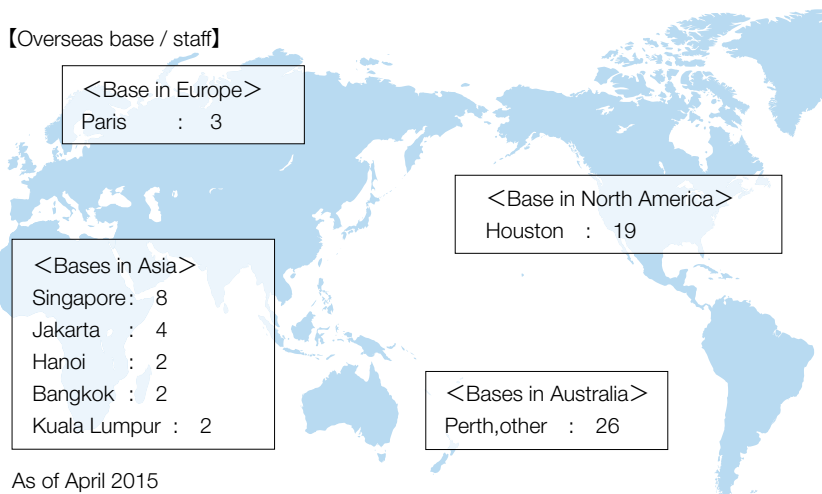 【Overseas base / staff】
＜Base in Europe＞
Paris : 3
＜Base in North America＞
Houston : 19
＜Bases in Asia＞
Singapore: 8
Jakarta : 4
Hanoi : 2
Bangkok : 2
Kuala Lumpur : 2
＜Bases in Australia＞
Perth,other : 26
As of April 2015